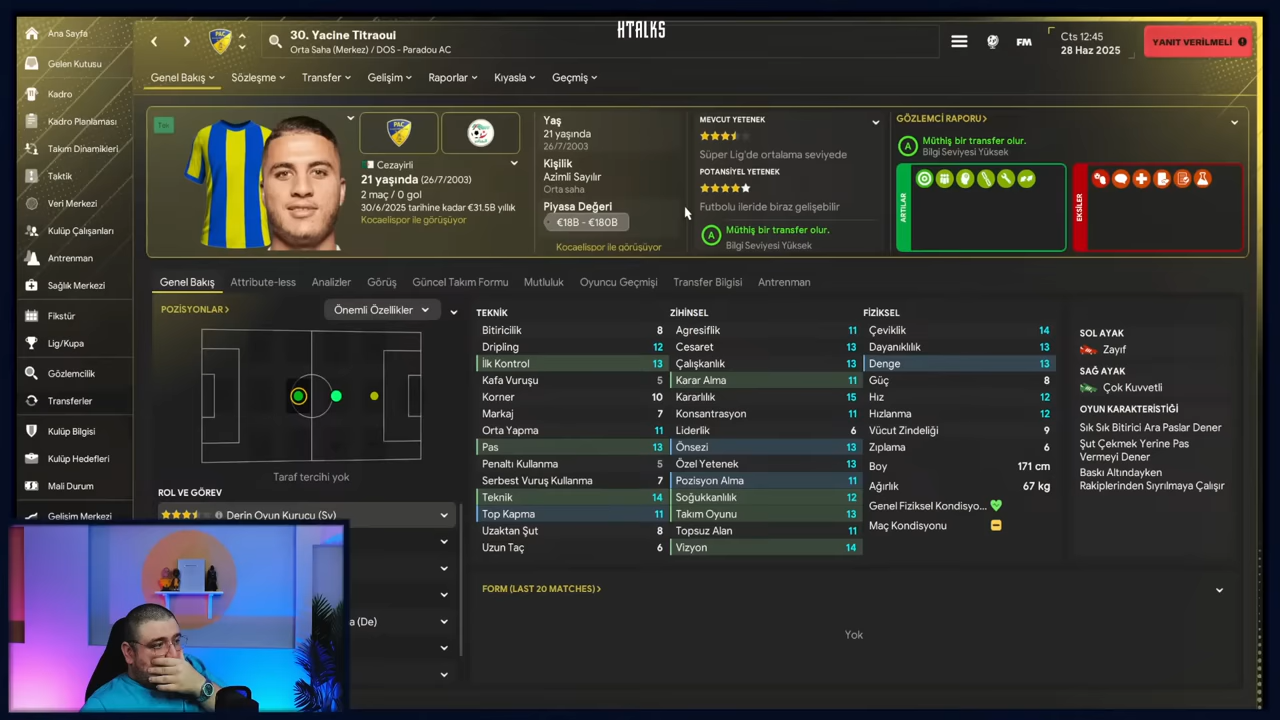 HTALKS
Ana Sayfa
Gelen Kutusu
Kadro
Kadro Planlaması
Takım Dinamikleri
Taktik
Veri Merkezi
Kulüp Çalışanları
Antrenman
Sağlık Merkezi
Fikstür
Lig/Kupa
Gözlemcilik
Transferler
Kulüp Bilgisi
Kulüp Hedefleri
Mali Durum
Gelişim Merkezi
30. Yacine Titraoui
Orta Saha (Merkez) / DOS - Paradou AC
FM
Cts 12:45
28 Haz 2025
YANIT VERİLMELİ
Genel Bakış
Sözleşme
Transfer
Gelişim
Raporlar
Kıyasla
Geçmiş
Tek
PAC
Cezayirli
21 yaşında (26/7/2003)
2 maç / 0 gol
30/6/2025 tarihine kadar €31.5B yıllık
Kocaelispor ile görüşüyor
Yaş
21 yaşında
26/7/2003
Kişilik
Azimli Sayılır
Orta saha
Piyasa Değeri
€18B - €180B
Kocaelispor ile görüşüyor
MEVCUT YETENEK
Süper Lig'de ortalama seviyede
POTANSİYEL YETENEK
Futbolu ileride biraz gelişebilir
A
Müthiş bir transfer olur.
Bilgi Seviyesi Yüksek
GÖZLEMCİ RAPORU
A
Müthiş bir transfer olur.
Bilgi Seviyesi Yüksek
ARTILAR
EKSİLER
Genel Bakış
Attribute-less
Analizler
Görüş
Güncel Takım Formu
Mutluluk
Oyuncu Geçmişi
Transfer Bilgisi
Antrenman
POZİSYONLAR
Önemli Özellikler
Taraf tercihi yok
ROL VE GÖREV
Derin Oyun Kurucu (Sv)
a (De)
TEKNİK
Bitiricilik 8
Dripling 12
İlk Kontrol 13
Kafa Vuruşu 5
Korner 10
Markaj 7
Orta Yapma 11
Pas 13
Penaltı Kullanma 5
Serbest Vuruş Kullanma 7
Teknik 14
Top Kapma 11
Uzaktan Şut 8
Uzun Taç 6
ZİHİNSEL
Agresiflik 11
Cesaret 13
Çalışkanlık 13
Karar Alma 11
Kararlılık 15
Konsantrasyon 11
Liderlik 6
Önsezi 13
Özel Yetenek 13
Pozisyon Alma 11
Soğukkanlılık 12
Takım Oyunu 13
Topsuz Alan 11
Vizyon 14
FİZİKSEL
Çeviklik 14
Dayanıklılık 13
Denge 13
Güç 8
Hız 12
Hızlanma 12
Vücut Zindeliği 9
Zıplama 6
Boy 171 cm
Ağırlık 67 kg
Genel Fiziksel Kondisyo...
Maç Kondisyonu
SOL AYAK
Zayıf
SAĞ AYAK
Çok Kuvvetli
OYUN KARAKTERİSTİĞİ
Sık Sık Bitirici Ara Paslar Dener
Şut Çekmek Yerine Pas
Vermeyi Dener
Baskı Altındayken
Rakiplerinden Sıyrılmaya Çalışır
FORM (LAST 20 MATCHES)
Yok